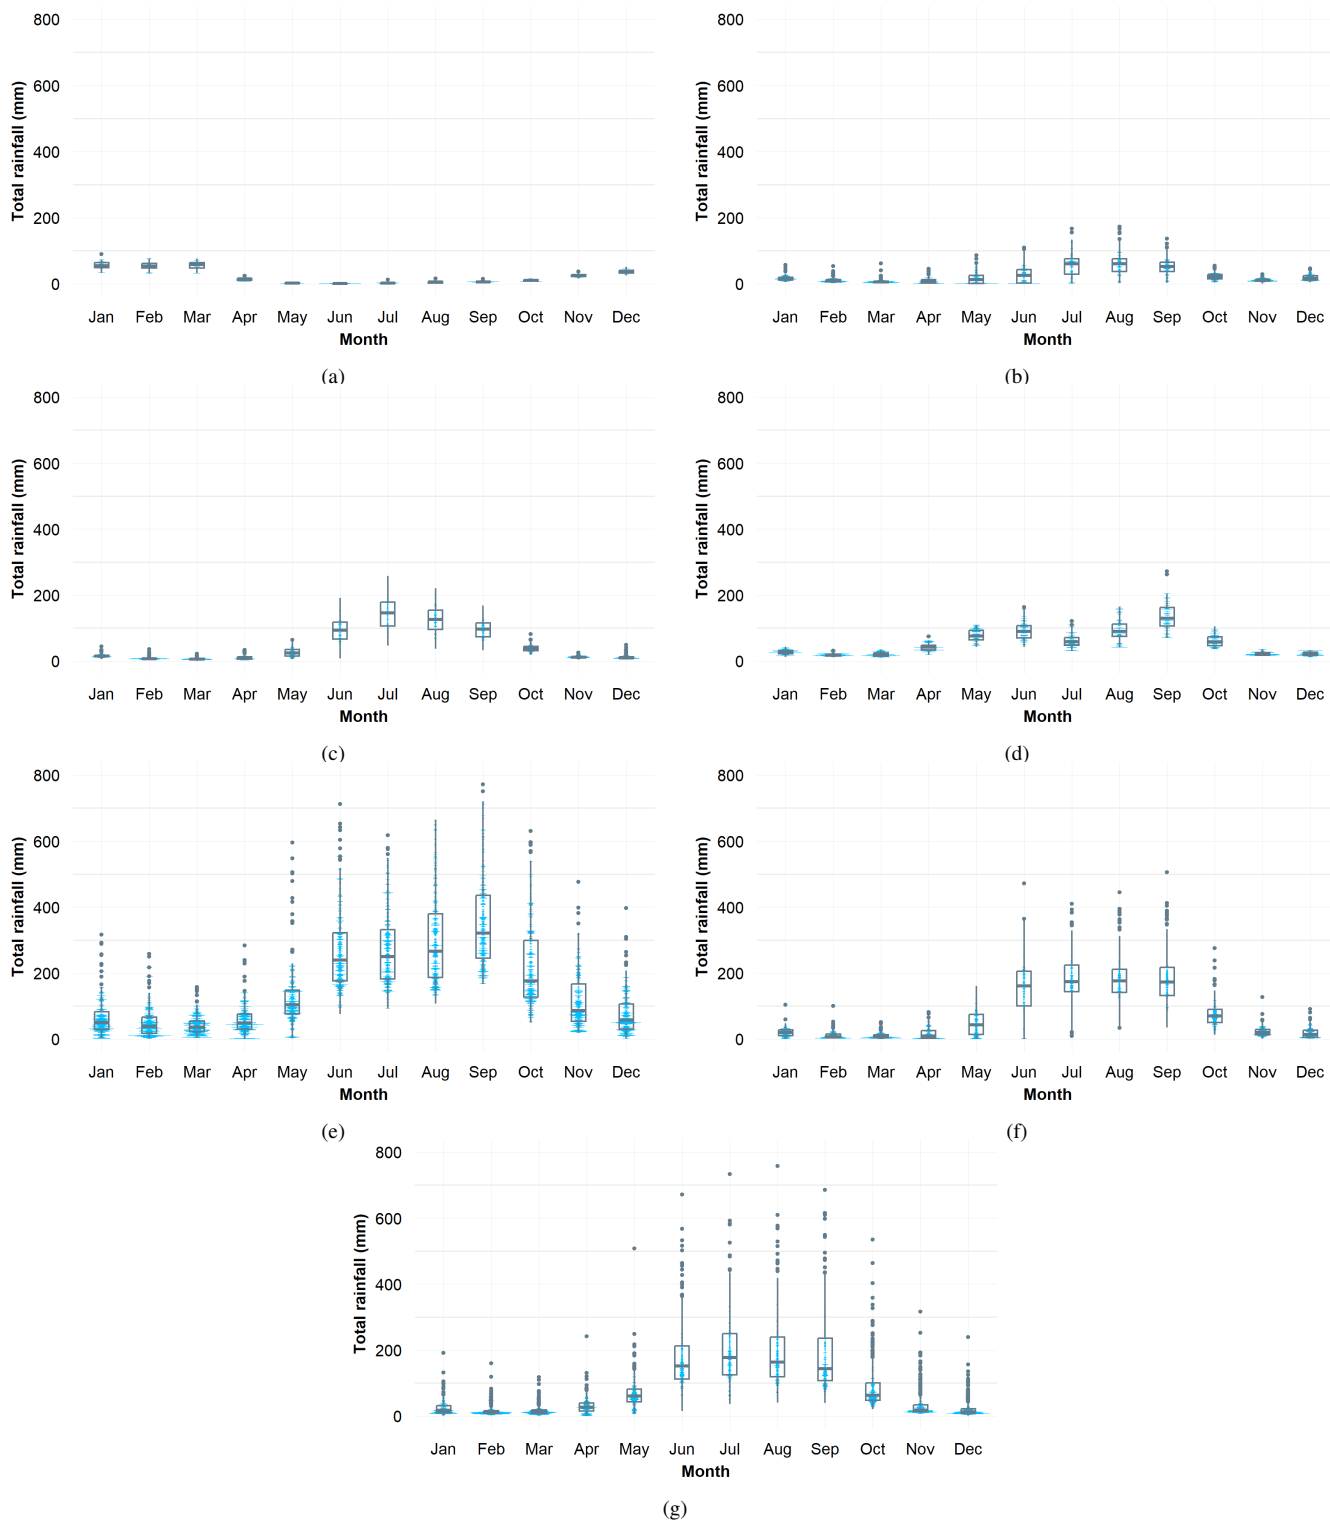 800
600
400
200
0
Total rainfall (mm)
Jan Feb Mar Apr May Jun Jul Aug Sep Oct Nov Dec
Month
(a)
800
600
400
200
0
Total rainfall (mm)
Jan Feb Mar Apr May Jun Jul Aug Sep Oct Nov Dec
Month
(b)
800
600
400
200
0
Total rainfall (mm)
Jan Feb Mar Apr May Jun Jul Aug Sep Oct Nov Dec
Month
(c)
800
600
400
200
0
Total rainfall (mm)
Jan Feb Mar Apr May Jun Jul Aug Sep Oct Nov Dec
Month
(d)
800
600
400
200
0
Total rainfall (mm)
Jan Feb Mar Apr May Jun Jul Aug Sep Oct Nov Dec
Month
(e)
800
600
400
200
0
Total rainfall (mm)
Jan Feb Mar Apr May Jun Jul Aug Sep Oct Nov Dec
Month
(f)
800
600
400
200
0
Total rainfall (mm)
Jan Feb Mar Apr May Jun Jul Aug Sep Oct Nov Dec
Month
(g)